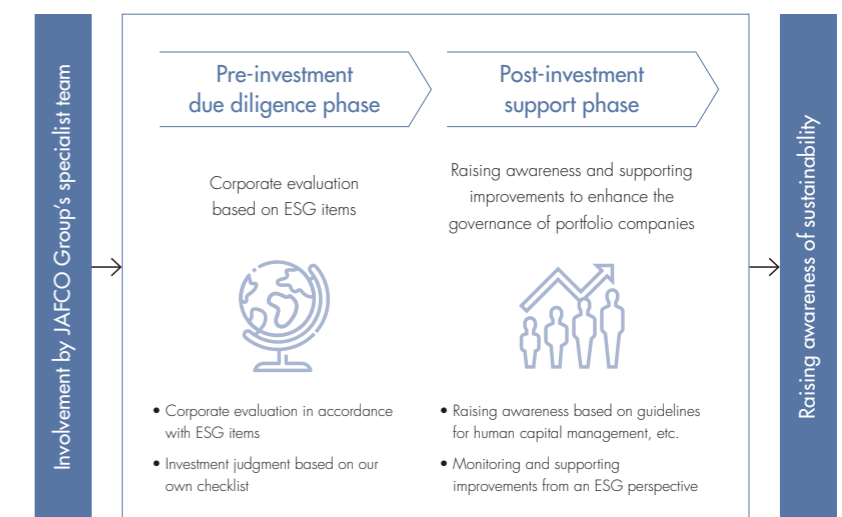 Involvement by JAFCO Group's specialist team
Pre-investment
due diligence phase
Corporate evaluation
based on ESG items
• Corporate evaluation in accordance
with ESG items
• Investment judgment based on our
own checklist
Post-investment
support phase
Raising awareness and supporting
improvements to enhance the
governance of portfolio companies
• Raising awareness based on guidelines
for human capital management, etc.
• Monitoring and supporting
improvements from an ESG perspective
Raising awareness of sustainability